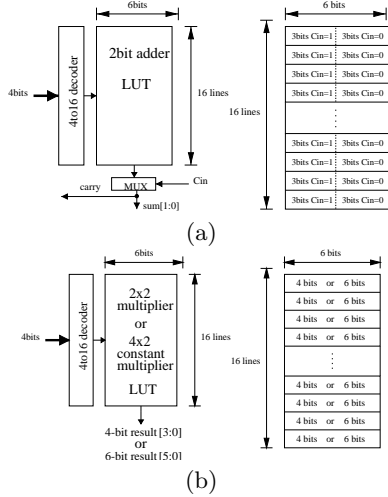 6bits
2bit adder
LUT
4bits
4to16 decoder
16 lines
MUX
Cin
carry
sum[1:0]
6 bits
16 lines
3bits Cin=1 3bits Cin=0
3bits Cin=1 3bits Cin=0
3bits Cin=1 3bits Cin=0
3bits Cin=1 3bits Cin=0
3bits Cin=1 3bits Cin=0
3bits Cin=1 3bits Cin=0
3bits Cin=1 3bits Cin=0
3bits Cin=1 3bits Cin=0
(a)
6bits
2x2
multiplier
or
4x2
constant
multiplier
LUT
4bits
4to16 decoder
16 lines
4-bit result [3:0]
or
6-bit result [5:0]
6 bits
16 lines
4 bits or 6 bits
4 bits or 6 bits
4 bits or 6 bits
4 bits or 6 bits
4 bits or 6 bits
4 bits or 6 bits
4 bits or 6 bits
4 bits or 6 bits
(b)